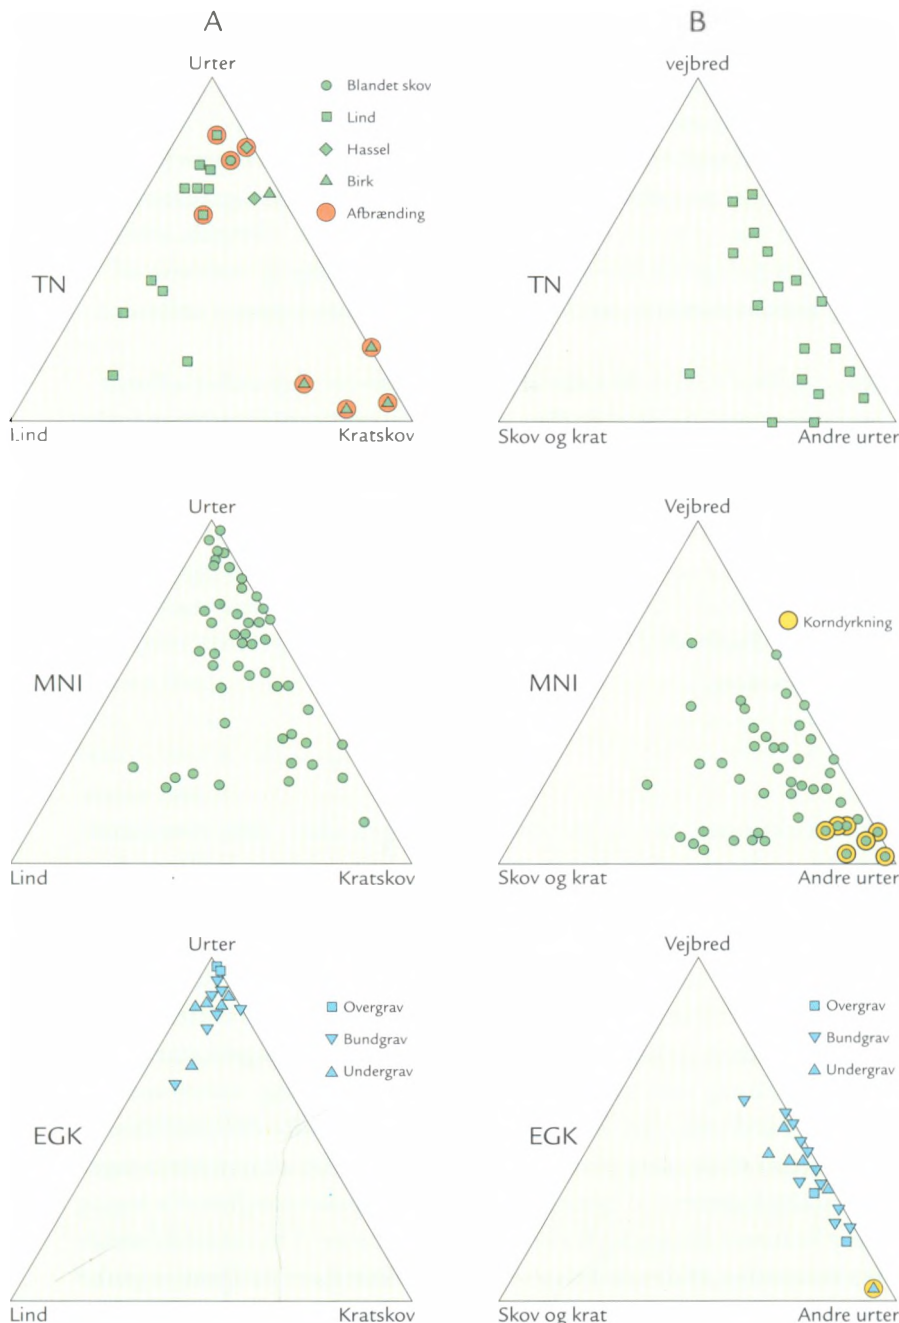 A
B
Urter
vejbred
Blandet skov
Lind
Hassel
Birk
Afbrænding
TN
TN
Lind
Kratskov
Skov og krat
Andre urter
Urter
Vejbred
Korndyrkning
MNI
MNI
Lind
Kratskov
Skov og krat
Andre urter
Urter
Vejbred
Overgrav
Bundgrav
Undergrav
Overgrav
Bundgrav
Undergrav
EGK
EGK
Lind
Kratskov
Skov og krat
Andre urter